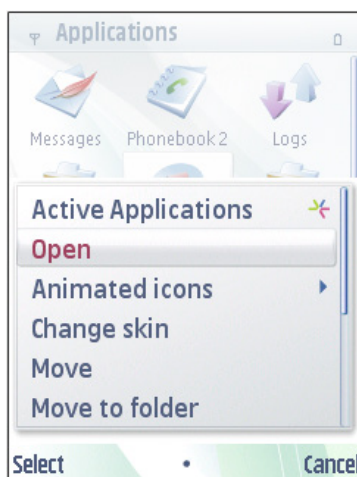 Applications
Messages Phonebook 2 Logs
Active Applications
Open
Animated icons
Change skin
Move
Move to folder
Select Cancel